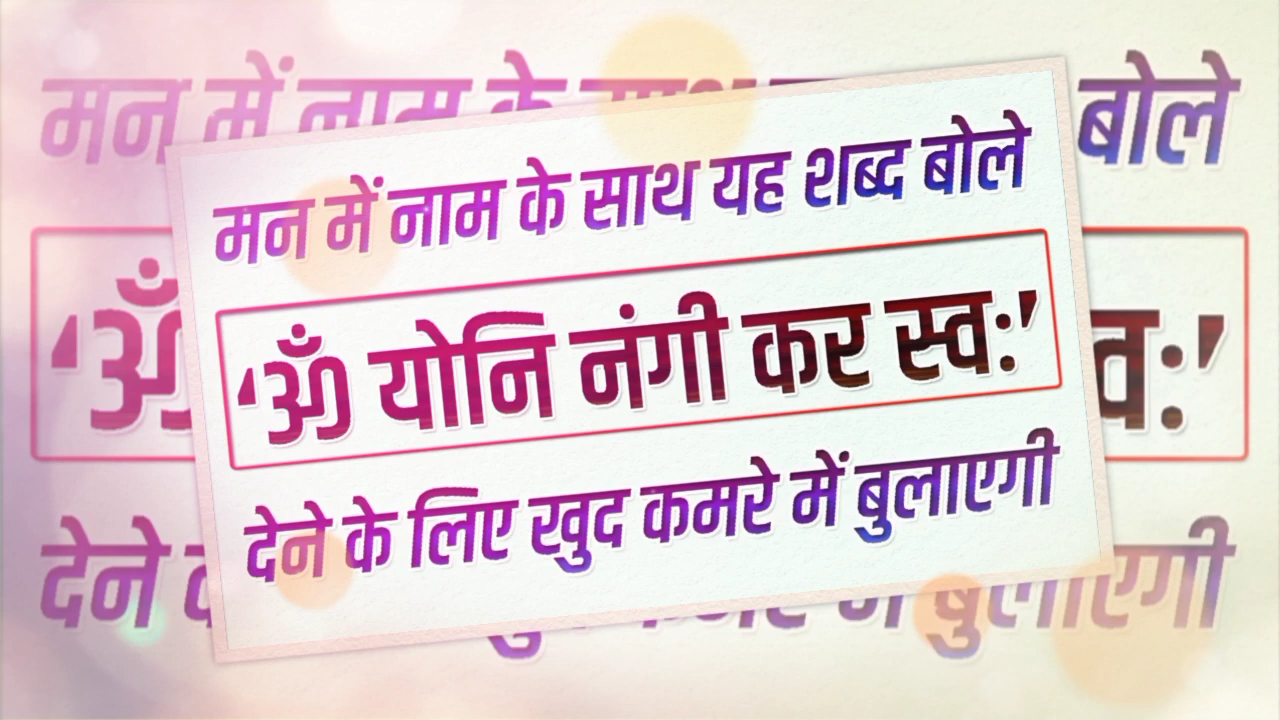 मन में नाम के साथ यह शब्द बोले
‘ॐ योनि नंगी कर स्वः’
देने के लिए खुद कमरे में बुलाएगी